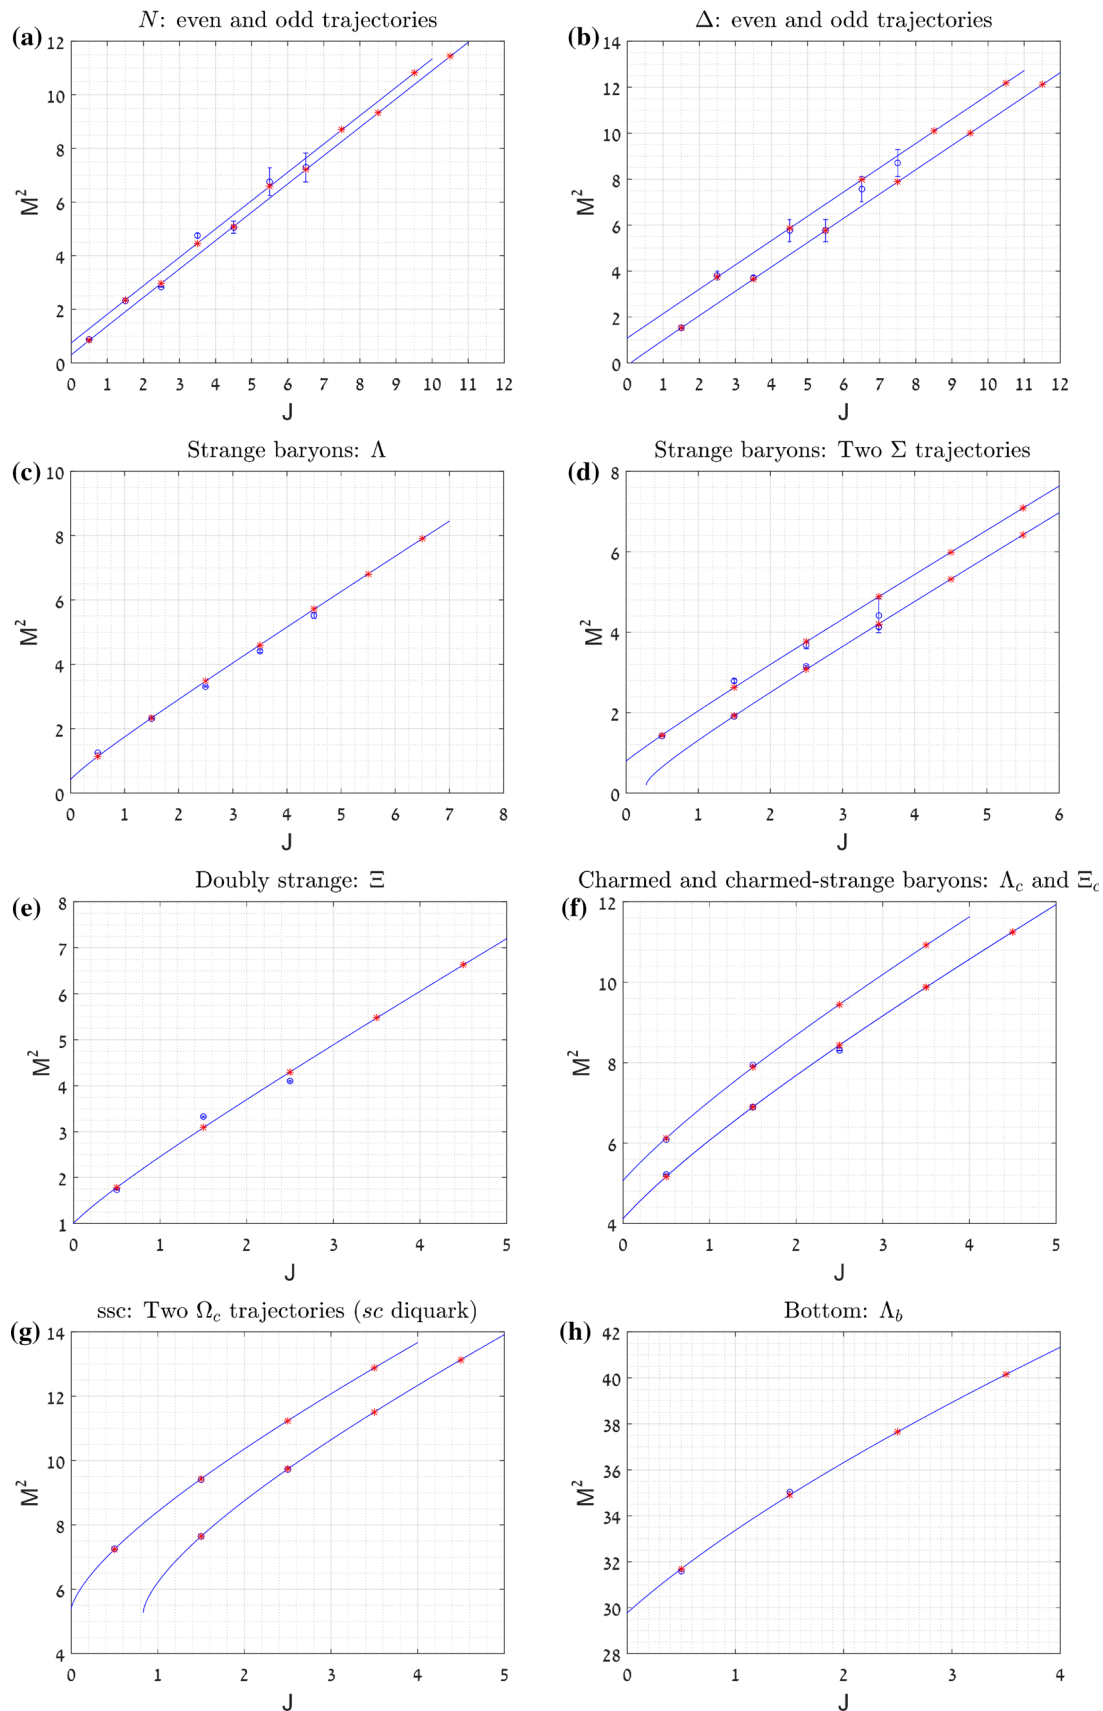 (a) N: even and odd trajectories
12
10
8
6
4
2
0
M²
0 1 2 3 4 5 6 7 8 9 10 11 12
J
(b) Δ: even and odd trajectories
14
12
10
8
6
4
2
0
M²
0 1 2 3 4 5 6 7 8 9 10 11 12
J
(c) Strange baryons: Λ
10
8
6
4
2
0
M²
0 1 2 3 4 5 6 7 8
J
(d) Strange baryons: Two Σ trajectories
8
6
4
2
0
M²
0 1 2 3 4 5 6
J
(e) Doubly strange: Ξ
8
7
6
5
4
3
2
1
M²
0 1 2 3 4 5
J
(f) Charmed and charmed-strange baryons: Λc and Ξc
12
10
8
6
4
M²
0 1 2 3 4 5
J
(g) ssc: Two Ωc trajectories (sc diquark)
14
12
10
8
6
4
M²
0 1 2 3 4 5
J
(h) Bottom: Λb
42
40
38
36
34
32
30
28
M²
0 1 2 3 4
J